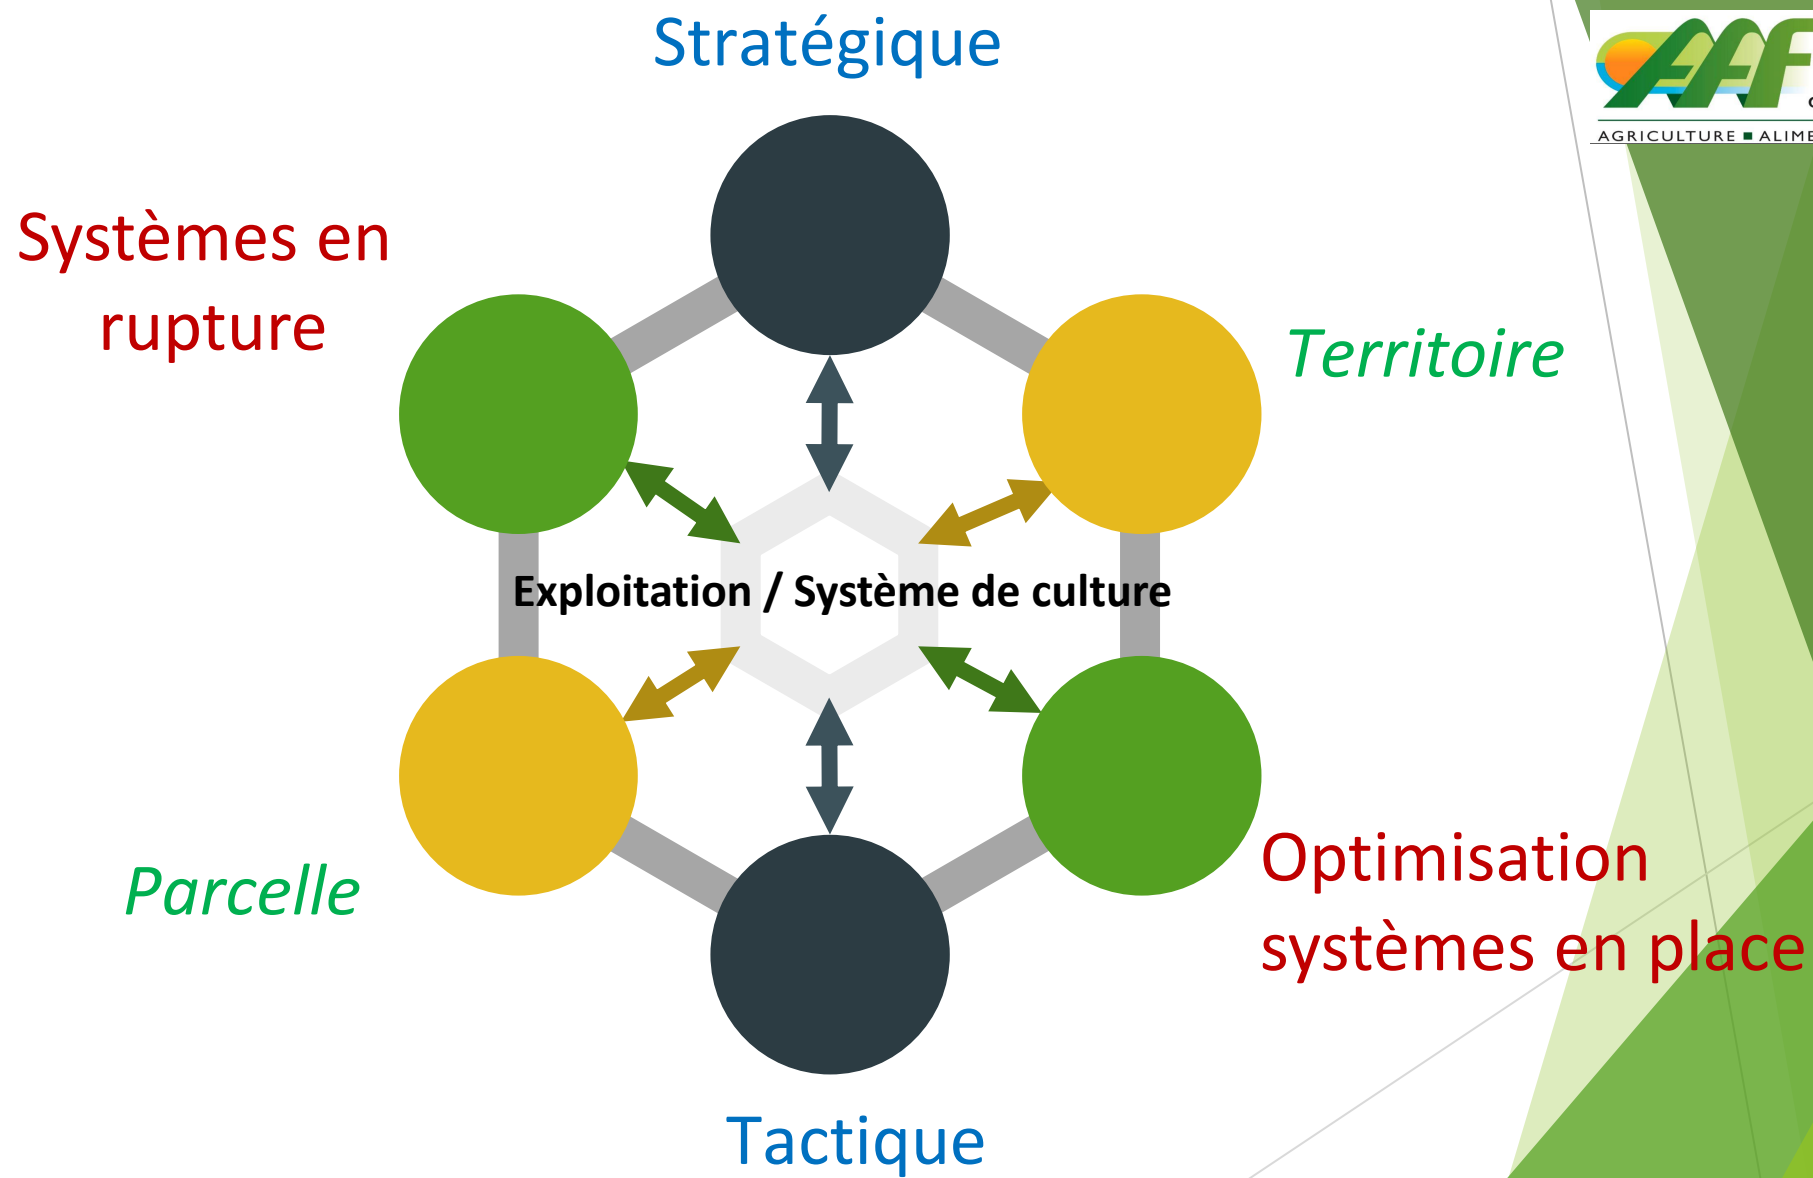 Stratégique
AGRICULTURE ■ ALIME
Systèmes en
rupture
Territoire
Exploitation / Système de culture
Parcelle
Optimisation
systèmes en place
Tactique